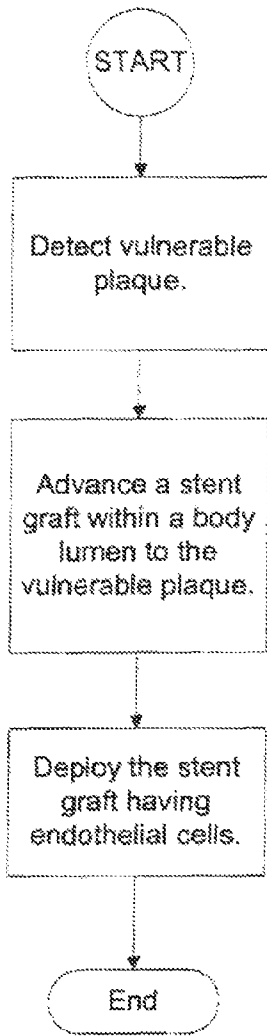 START
Detect vulnerable
plaque.
Advance a stent
graft within a body
lumen to the
vulnerable plaque.
Deploy the stent
graft having
endothelial cells.
End